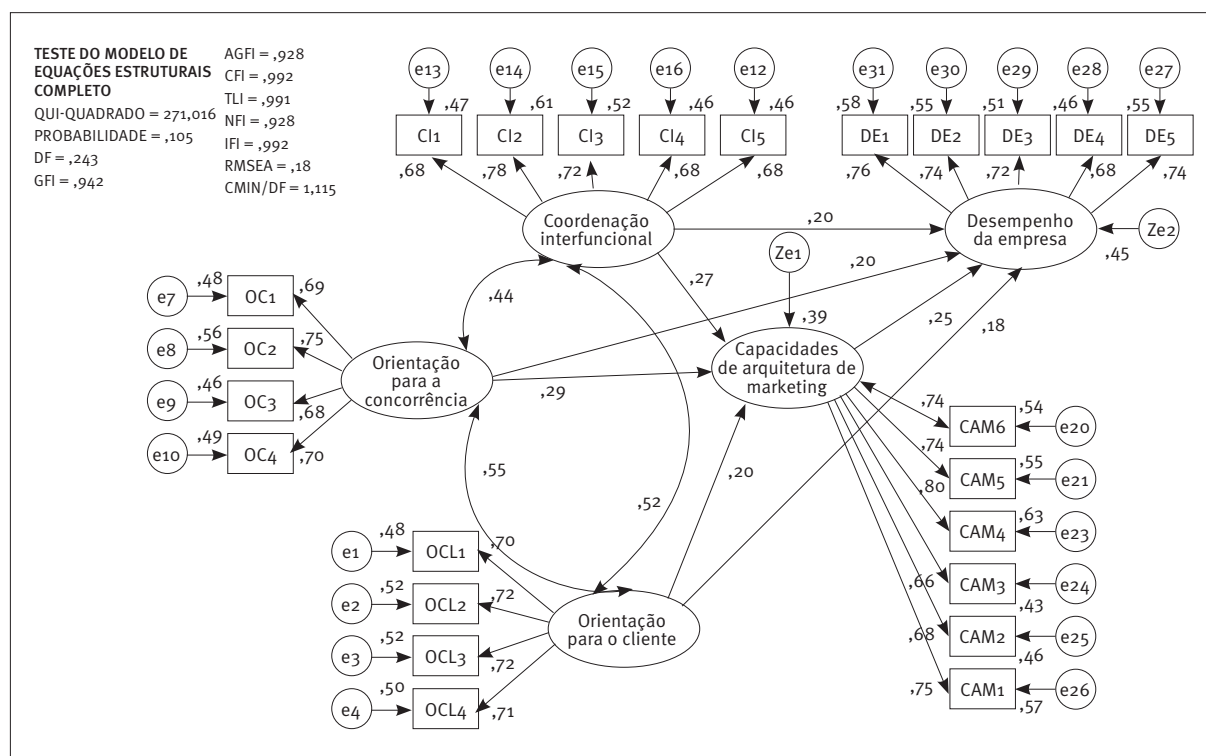 TESTE DO MODELO DE
EQUAÇÕES ESTRUTURAIS
COMPLETO
QUI-QUADRADO = 271,016
PROBABILIDADE = ,105
DF = ,243
GFI = ,942
AGFI = ,928
CFI = ,992
TLI = ,991
NFI = ,928
IFI = ,992
RMSEA = ,18
CMIN/DF = 1,115
e13 e14 e15 e16 e12
,47 ,61 ,52 ,46 ,46
CI1 CI2 CI3 CI4 CI5
,68 ,78 ,72 ,68 ,68
Coordenação
interfuncional
e31 e30 e29 e28 e27
,58 ,55 ,51 ,46 ,55
DE1 DE2 DE3 DE4 DE5
,76 ,74 ,72 ,68 ,74
Desempenho
da empresa
Ze2
,45
,20
,20
,27
Ze1
,39
,25
,18
Capacidades
de arquitetura de
marketing
,44
e7 ,48 OC1 ,69
e8 ,56 OC2 ,75
e9 ,46 OC3 ,68
e10 ,49 OC4 ,70
Orientação
para a
concorrência
,29
,55
,52
,20
e1 ,48 OCL1 ,70
e2 ,52 OCL2 ,72
e3 ,52 OCL3 ,72
e4 ,50 OCL4 ,71
Orientação
para o cliente
,74 CAM6 ,54 e20
,74 CAM5 ,55 e21
,80 CAM4 ,63 e23
,66 CAM3 ,43 e24
,68 CAM2 ,46 e25
,75 CAM1 ,57 e26